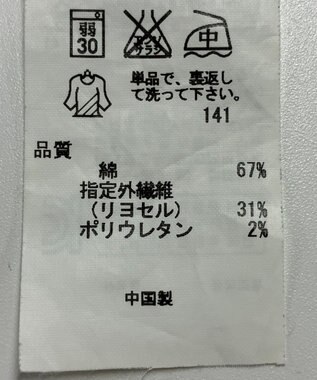 弱 30 エンソサラシ 中
単品で、裏返し
て洗って下さい。
141
品質
綿 67%
指定外繊維
（リヨセル） 31%
ポリウレタン 2%
中国製